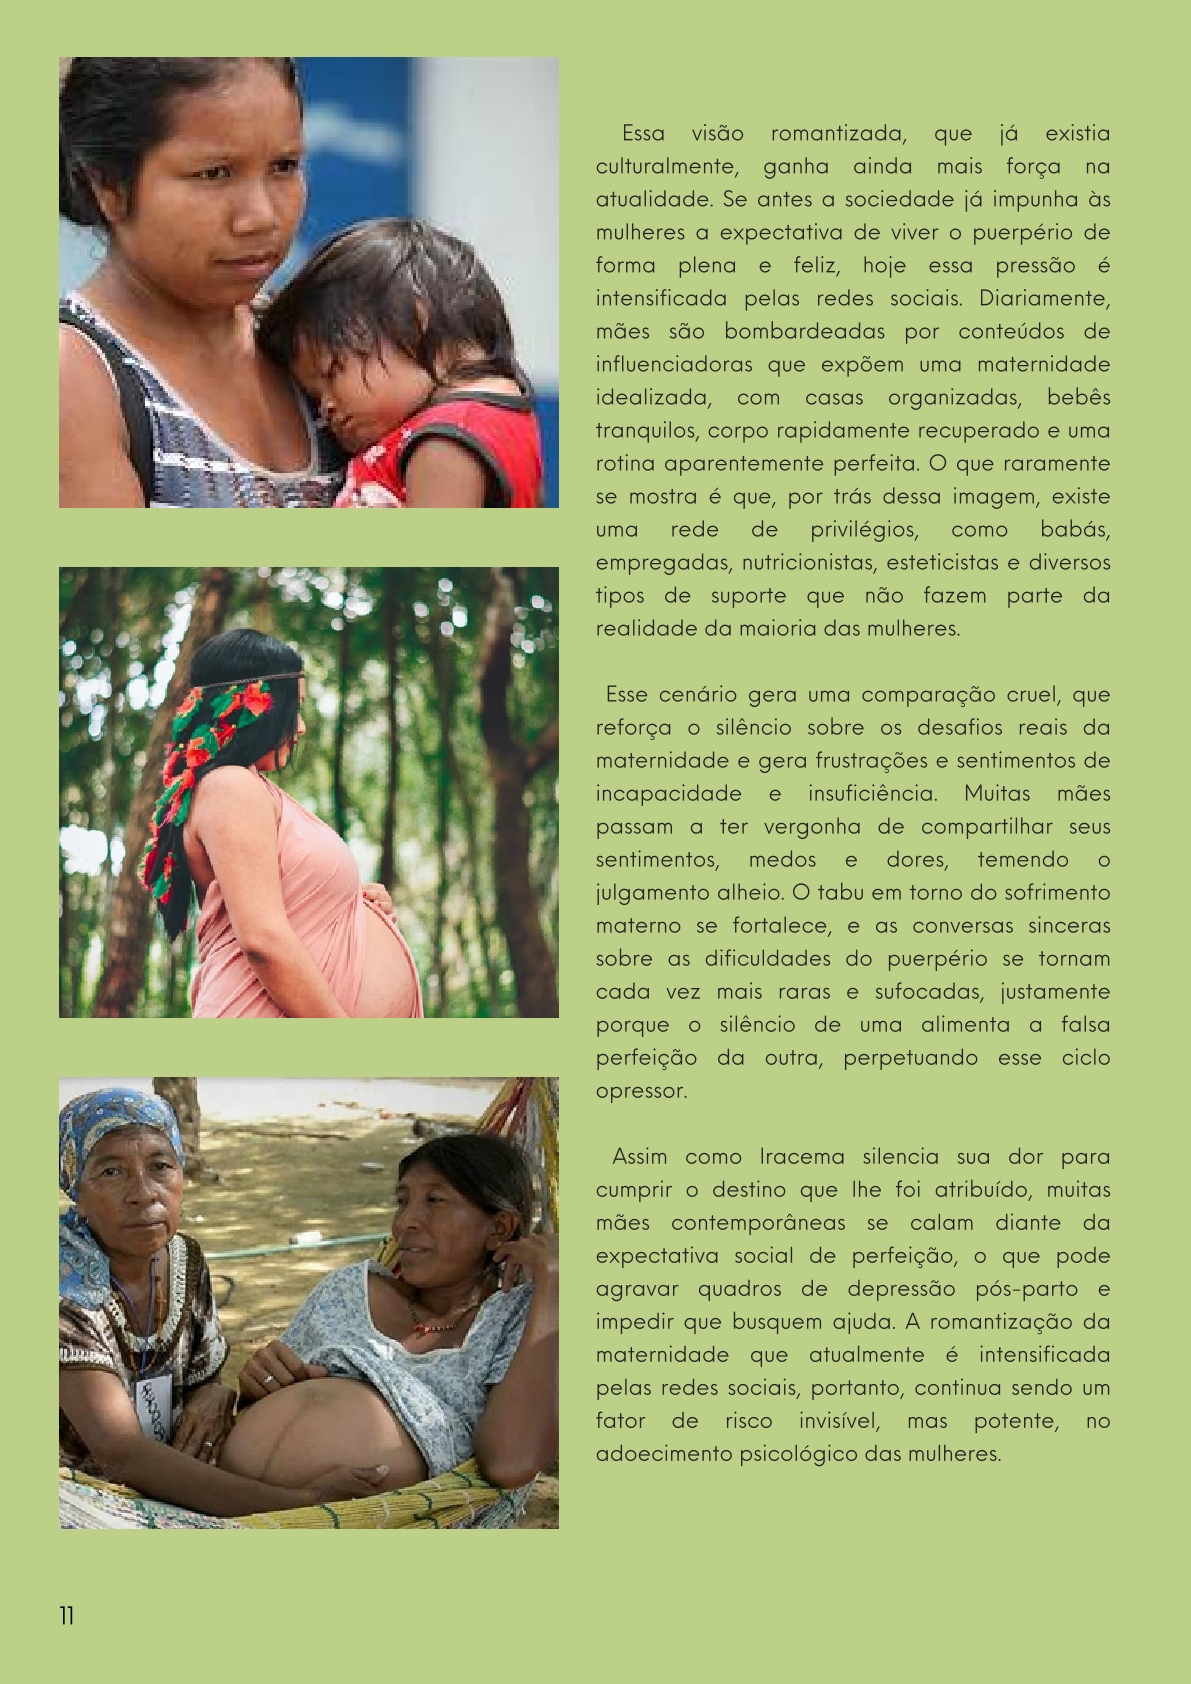 Essa visão romantizada, que já existia
culturalmente, ganha ainda mais força na
atualidade. Se antes a sociedade já impunha às
mulheres a expectativa de viver o puerpério de
forma plena e feliz, hoje essa pressão é
intensificada pelas redes sociais. Diariamente,
mães são bombardeadas por conteúdos de
influenciadoras que expõem uma maternidade
idealizada, com casas organizadas, bebês
tranquilos, corpo rapidamente recuperado e uma
rotina aparentemente perfeita. O que raramente
se mostra é que, por trás dessa imagem, existe
uma rede de privilégios, como babás,
empregadas, nutricionistas, esteticistas e diversos
tipos de suporte que não fazem parte da
realidade da maioria das mulheres.
Esse cenário gera uma comparação cruel, que
reforça o silêncio sobre os desafios reais da
maternidade e gera frustrações e sentimentos de
incapacidade e insuficiência. Muitas mães
passam a ter vergonha de compartilhar seus
sentimentos, medos e dores, temendo o
julgamento alheio. O tabu em torno do sofrimento
materno se fortalece, e as conversas sinceras
sobre as dificuldades do puerpério se tornam
cada vez mais raras e sufocadas, justamente
porque o silêncio de uma alimenta a falsa
perfeição da outra, perpetuando esse ciclo
opressor.
Assim como Iracema silencia sua dor para
cumprir o destino que lhe foi atribuído, muitas
mães contemporâneas se calam diante da
expectativa social de perfeição, o que pode
agravar quadros de depressão pós-parto e
impedir que busquem ajuda. A romantização da
maternidade que atualmente é intensificada
pelas redes sociais, portanto, continua sendo um
fator de risco invisível, mas potente, no
adoecimento psicológico das mulheres.
11